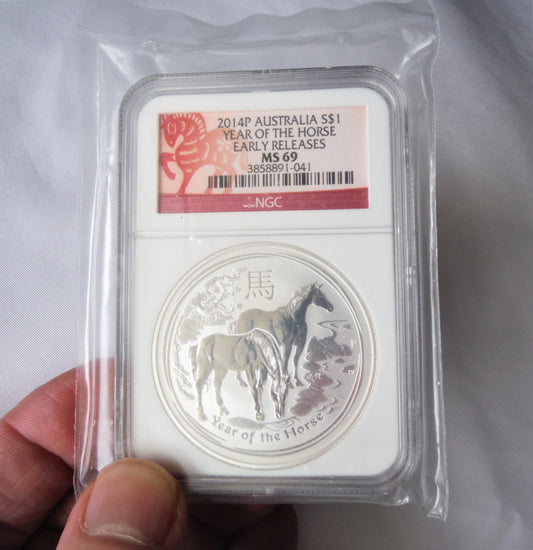 2014P AUSTRALIA S$1
YEAR OF THE HORSE
EARLY RELEASES
MS 69
3858891-041
NGC
馬
Year of the Horse